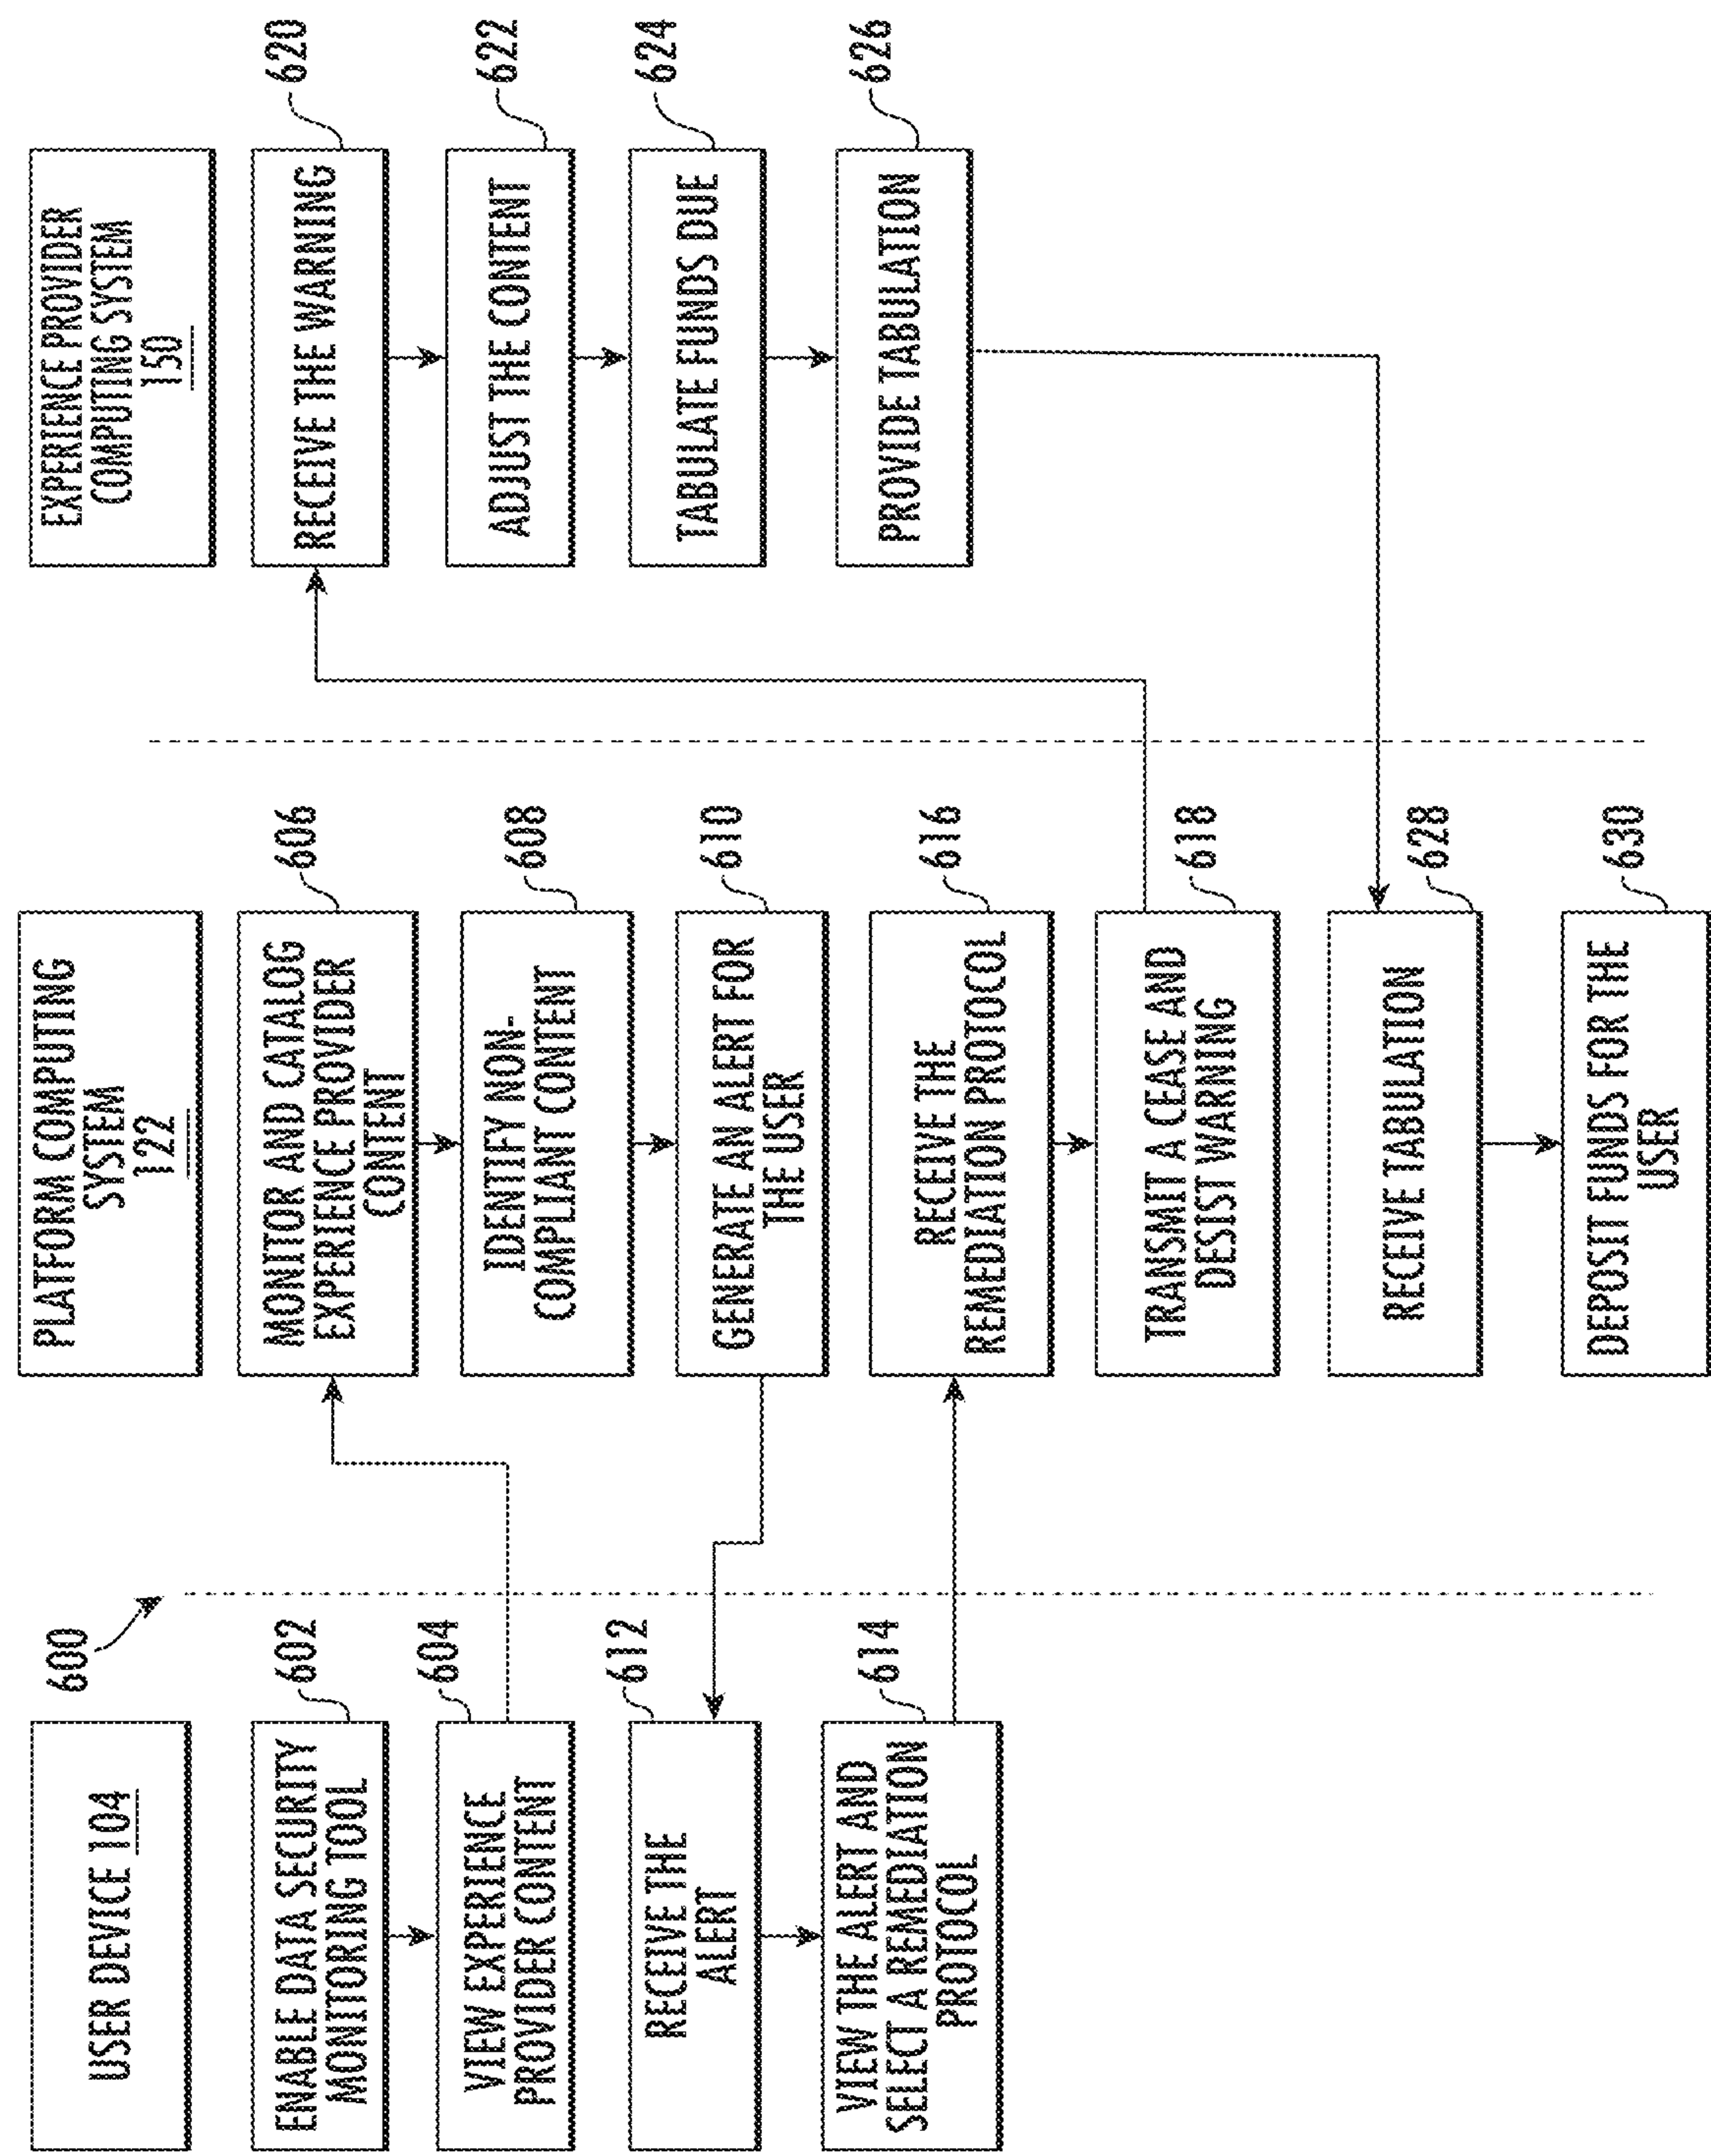 600
USER DEVICE 104
ENABLE DATA SECURITY
MONITORING TOOL
602
VIEW EXPERIENCE
PROVIDER CONTENT
604
RECEIVE THE
ALERT
612
VIEW THE ALERT AND
SELECT A REMEDIATION
PROTOCOL
614
PLATFORM COMPUTING
SYSTEM
122
MONITOR AND CATALOG
EXPERIENCE PROVIDER
CONTENT
606
IDENTIFY NON-
COMPLIANT CONTENT
608
GENERATE AN ALERT FOR
THE USER
610
RECEIVE THE
REMEDIATION PROTOCOL
616
TRANSMIT A CEASE AND
DESIST WARNING
618
RECEIVE TABULATION
628
DEPOSIT FUNDS FOR THE
USER
630
EXPERIENCE PROVIDER
COMPUTING SYSTEM
150
RECEIVE THE WARNING
620
ADJUST THE CONTENT
622
TABULATE FUNDS DUE
624
PROVIDE TABULATION
626